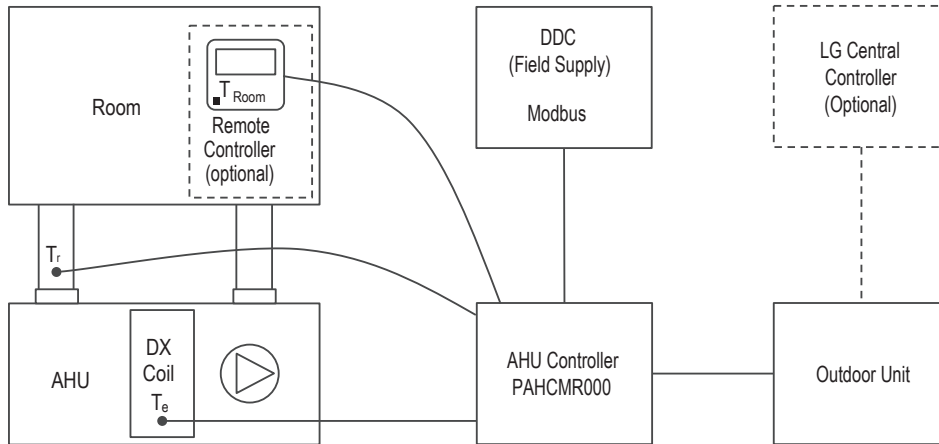 Room
T Room
Remote
Controller
(optional)
DDC
(Field Supply)
Modbus
LG Central
Controller
(Optional)
Tr
AHU
DX
Coil
Te
AHU Controller
PAHCMR000
Outdoor Unit